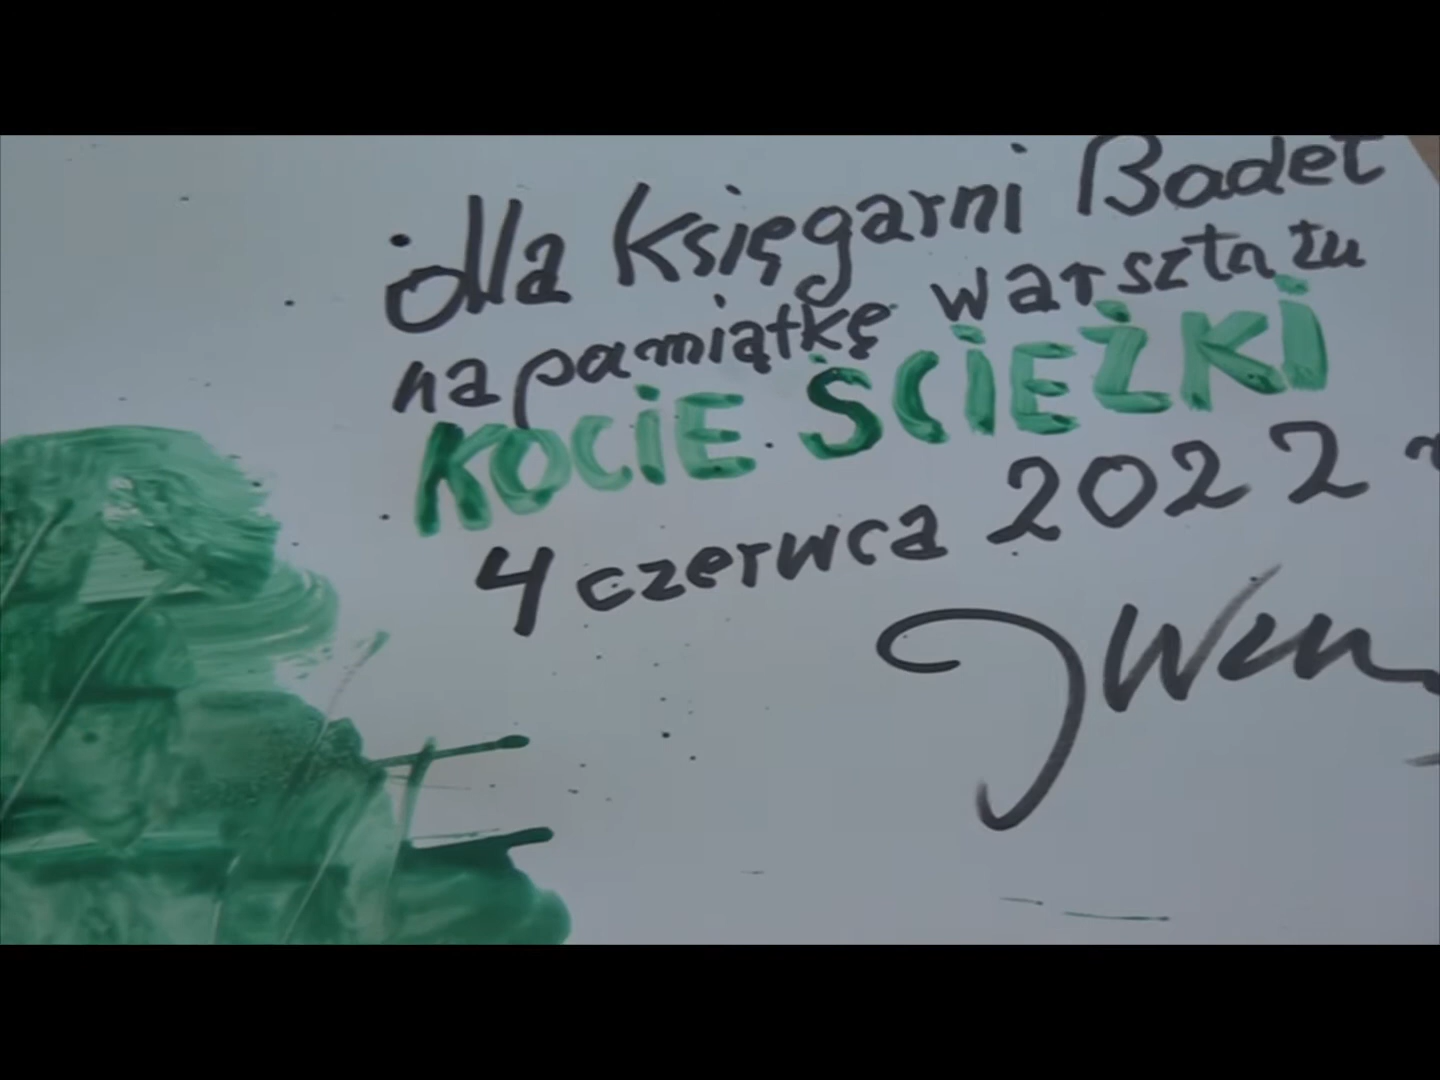 dla Księgarni Badet
na pamiątkę warsztatu
KOCIE ŚCIEŻKI
4 czerwca 2022